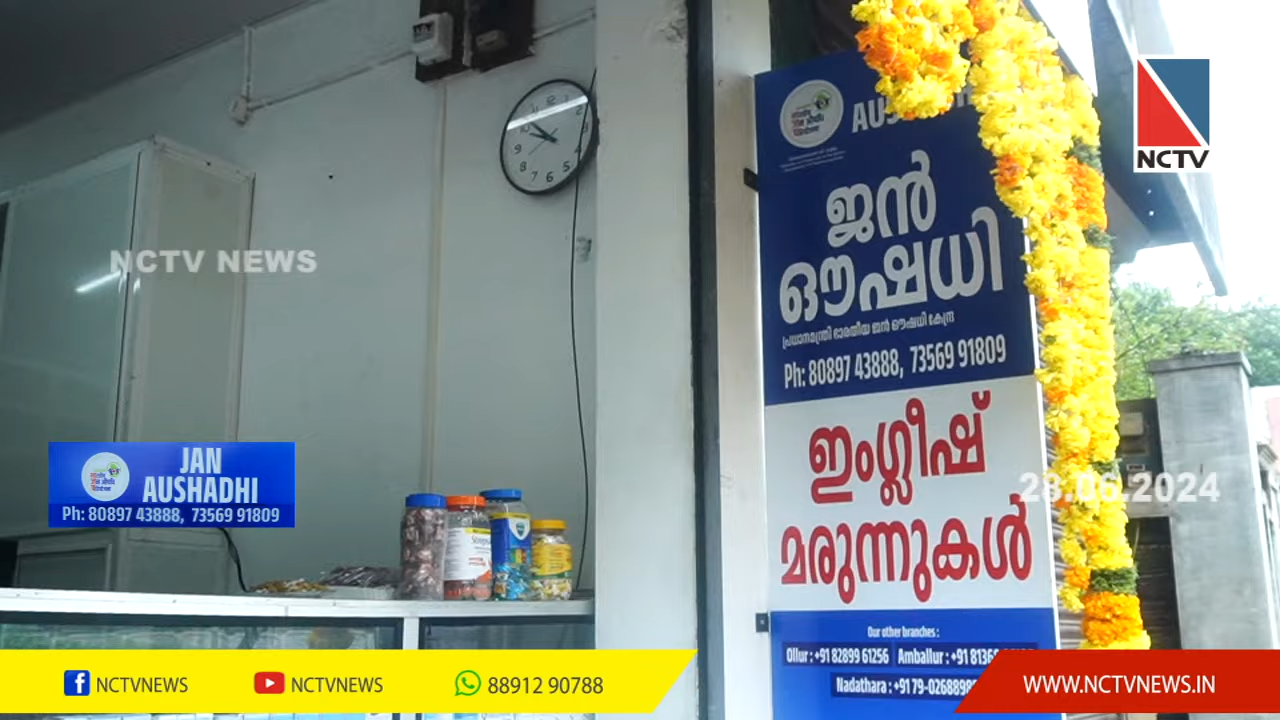 NCTV
AUS
ജൻ
ഔഷധി
പ്രധാനമന്ത്രി ഭാരതീയ ജൻ ഔഷധി കേന്ദ്ര
Ph: 80897 43888, 73569 91809
ഇംഗ്ലീഷ്
മരുന്നുകൾ
Our other branches :
Ollur : +91 82899 61256 Amballur : +91
Nadathara : +91 79-026889
NCTV NEWS
28.06.2024
JAN
AUSHADHI
Ph: 80897 43888, 73569 91809
NCTVNEWS
NCTVNEWS
88912 90788
WWW.NCTVNEWS.IN